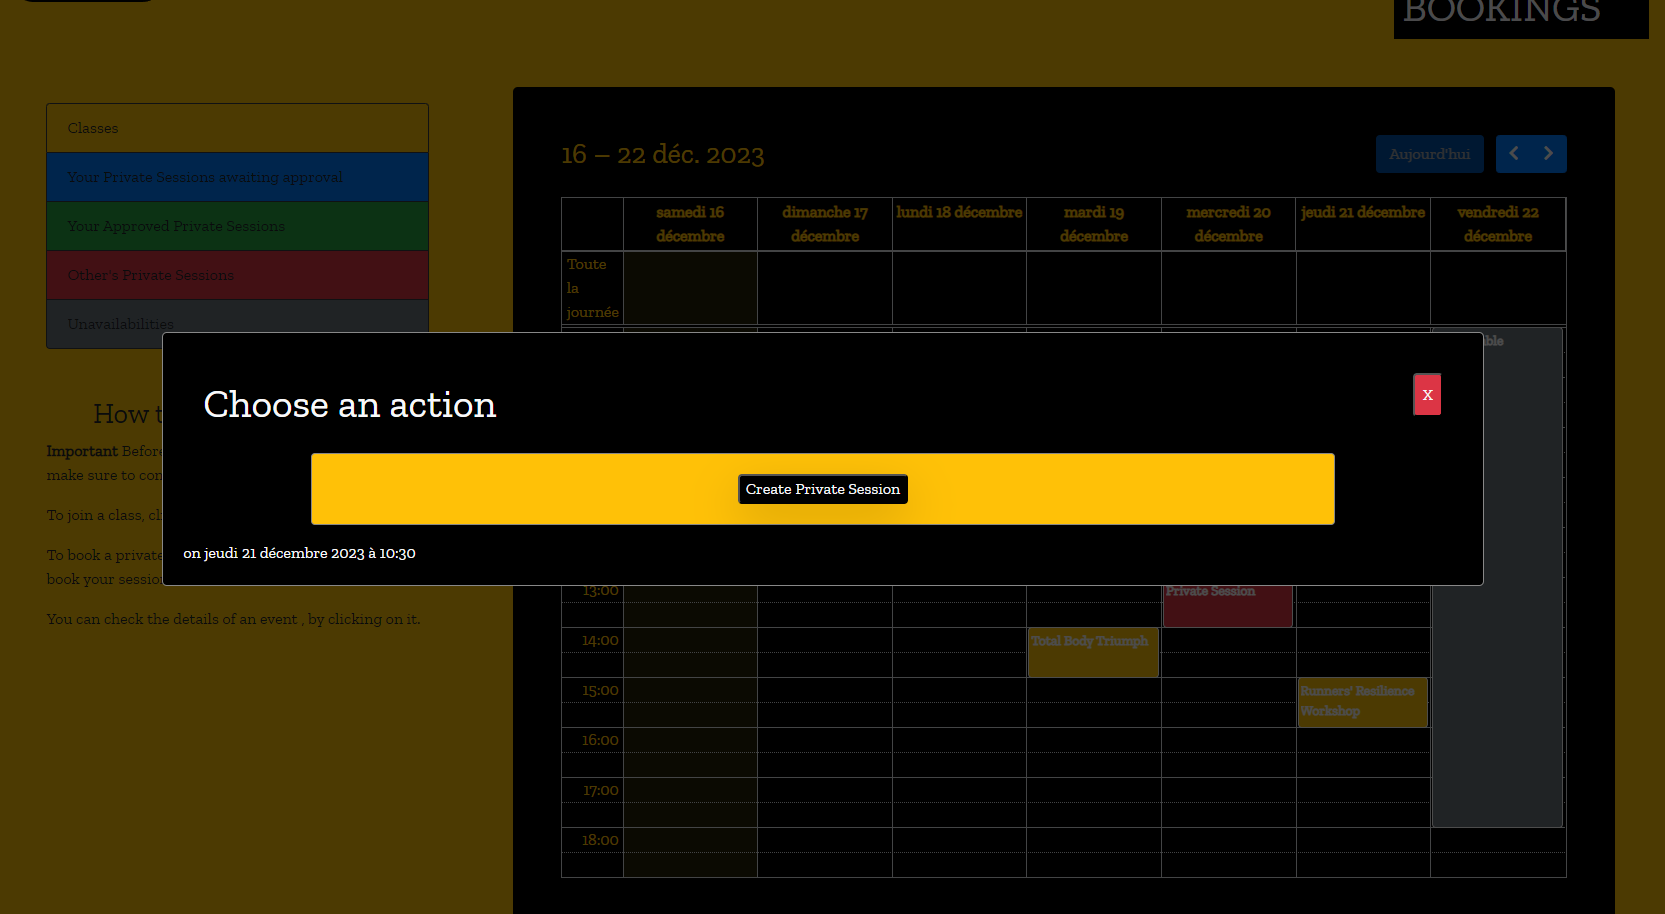 BOOKINGS
Classes
Your Private Sessions awaiting approval
Your Approved Private Sessions
Other's Private Sessions
Unavailabilities
How
Important Before
make sure to
To join a class,
To book a private
book your
You can check the details of an event , by clicking on it.
16 – 22 déc. 2023
Aujourd'hui
samedi 16 décembre
dimanche 17 décembre
lundi 18 décembre
mardi 19 décembre
mercredi 20 décembre
jeudi 21 décembre
vendredi 22 décembre
Toute
la
journée
Choose an action
X
Create Private Session
on jeudi 21 décembre 2023 à 10:30
13:00
Private Session
14:00
Total Body Triumph
15:00
Runners' Resilience
Workshop
16:00
17:00
18:00